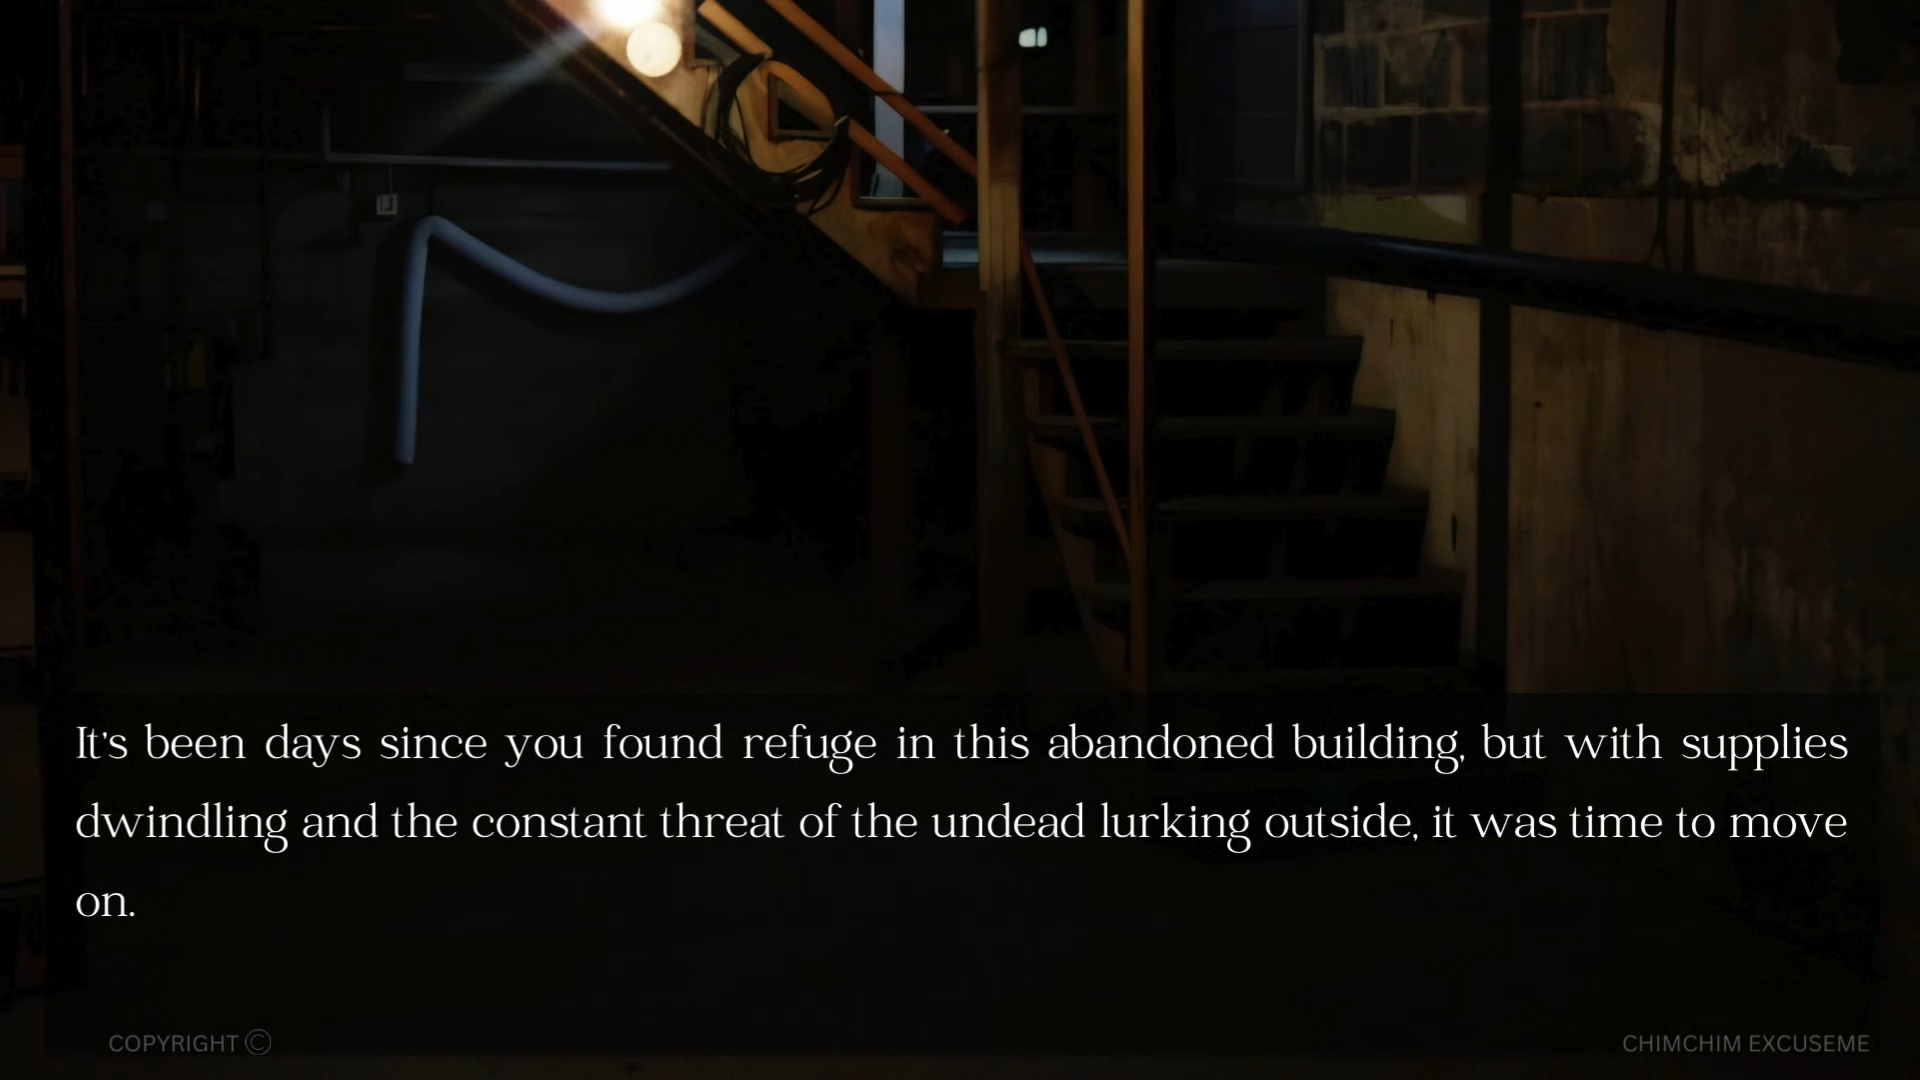 It's been days since you found refuge in this abandoned building, but with supplies
dwindling and the constant threat of the undead lurking outside, it was time to move
on.
COPYRIGHT ©
CHIMCHIM EXCUSEME